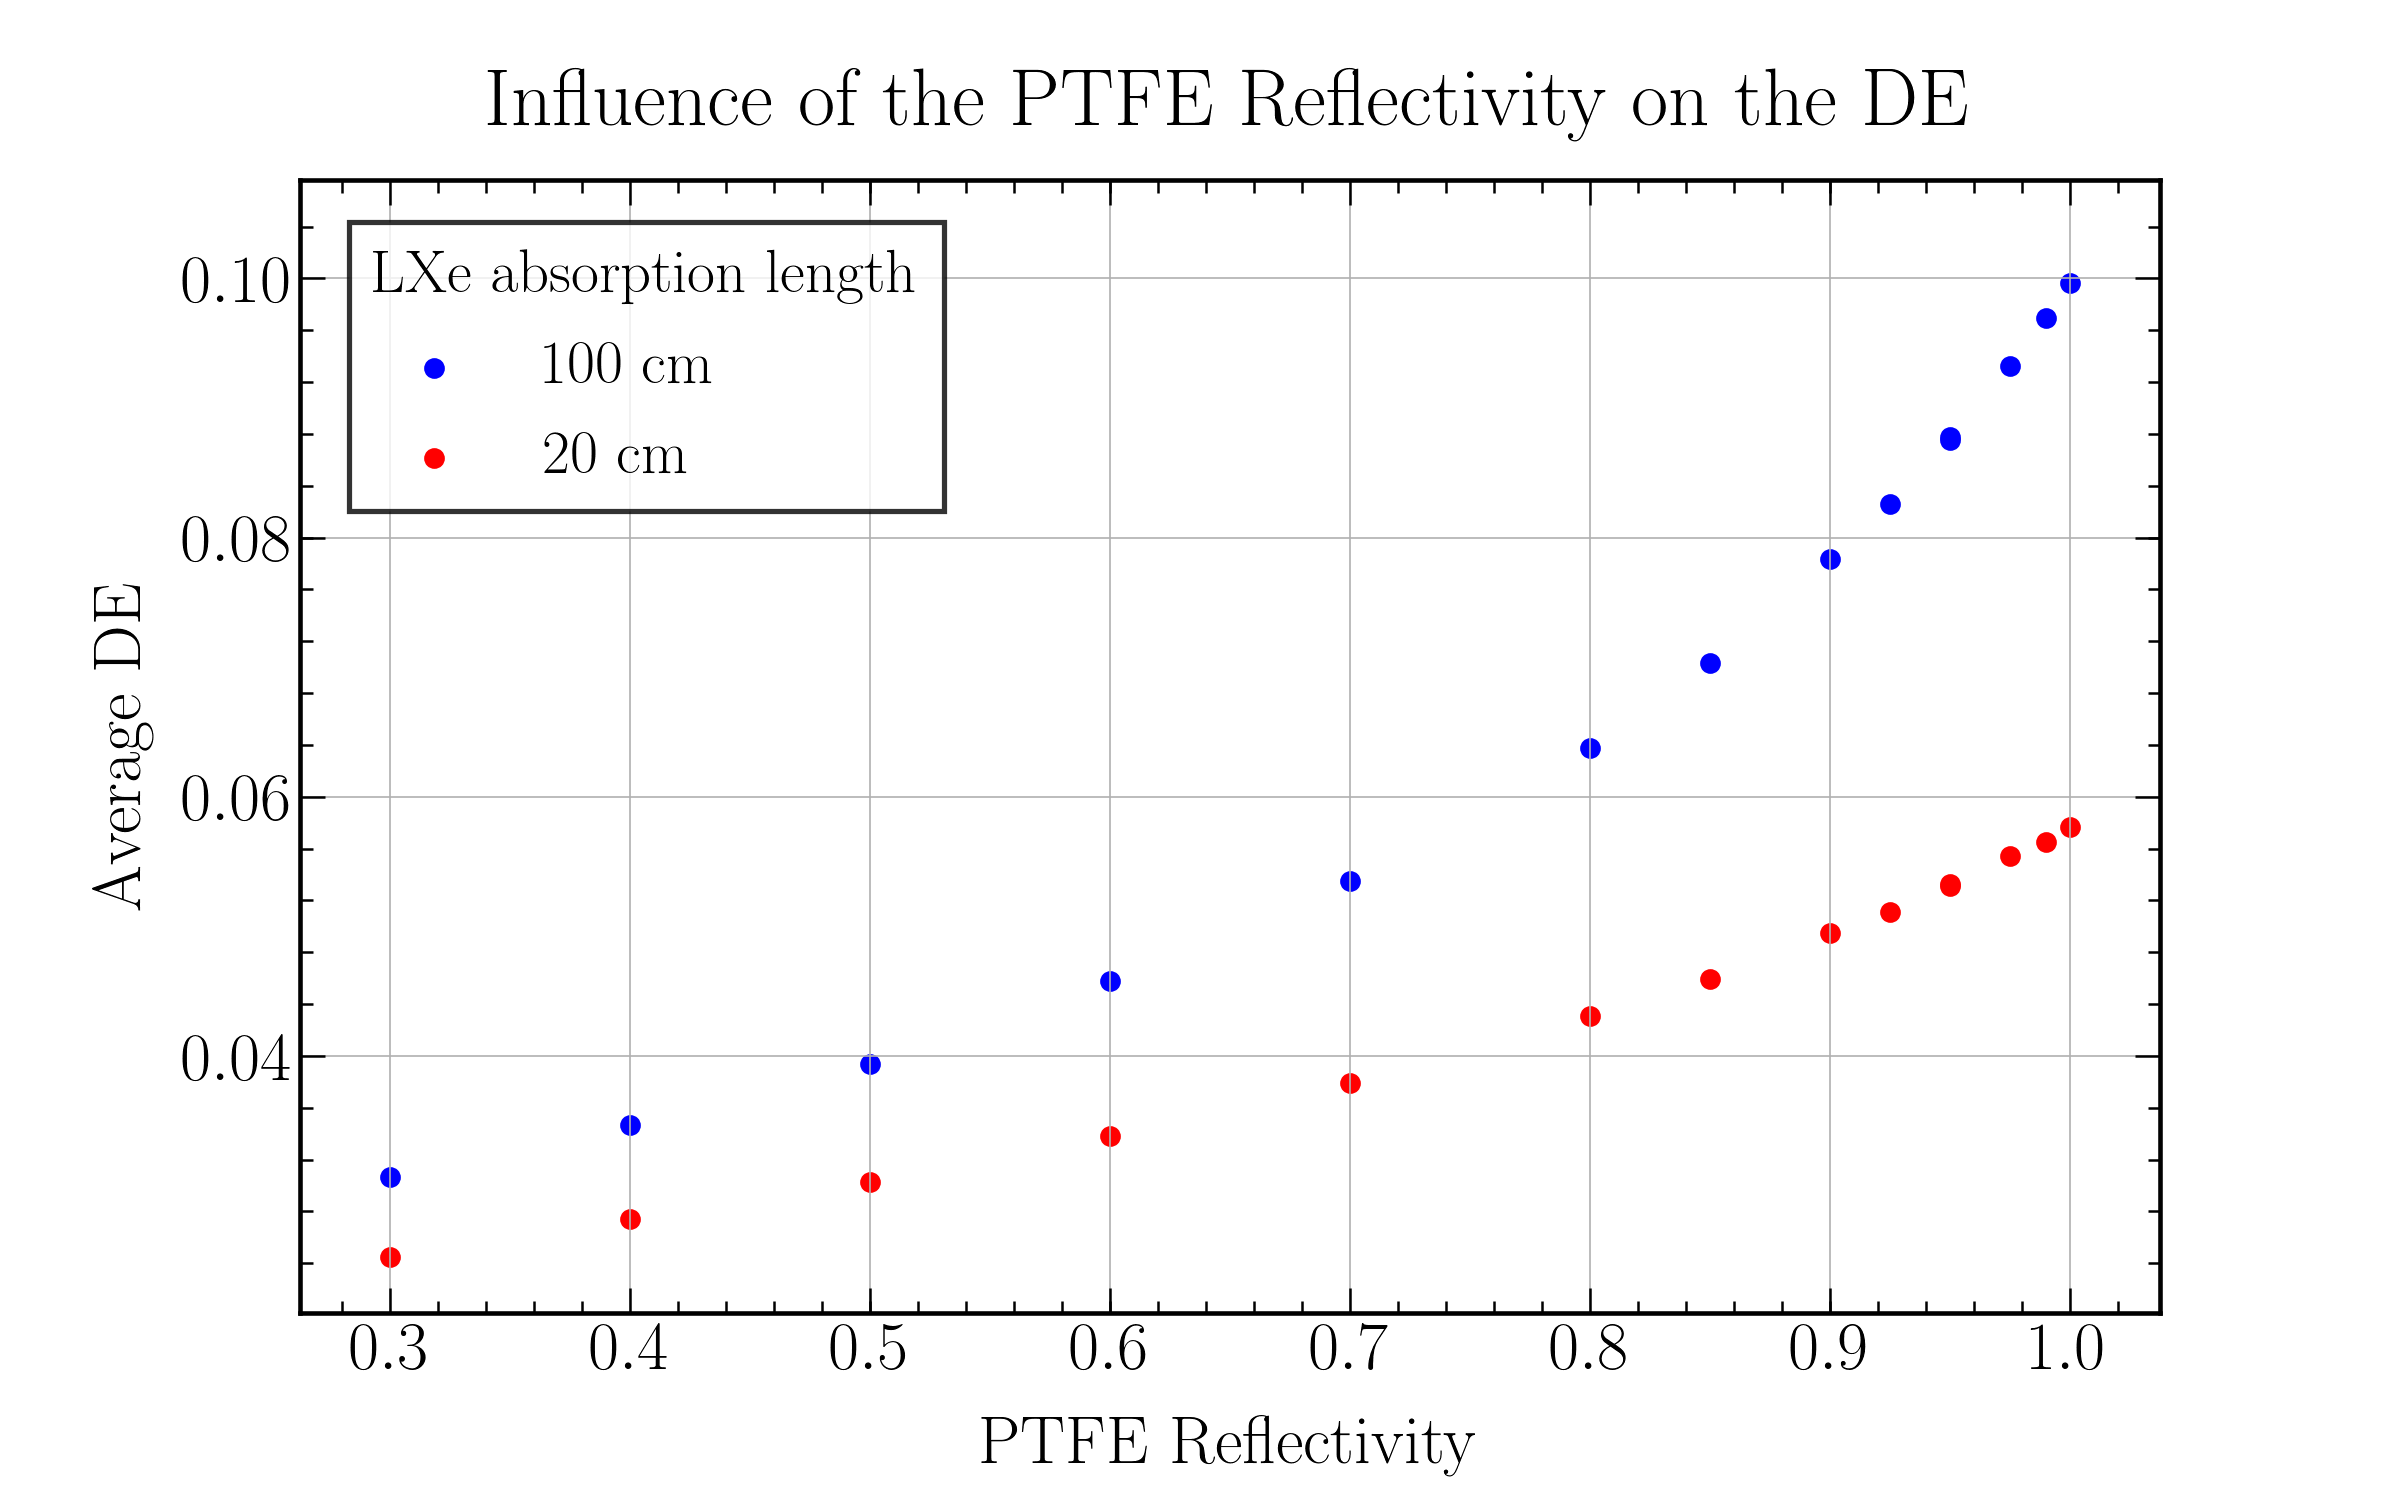 Influence of the PTFE Reflectivity on the DE
LXe absorption length
100 cm
20 cm
0.10
0.08
0.06
0.04
Average DE
0.3 0.4 0.5 0.6 0.7 0.8 0.9 1.0
PTFE Reflectivity